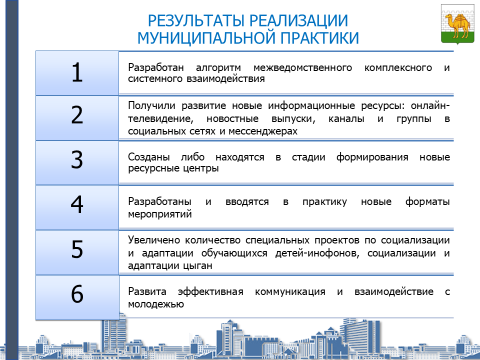 РЕЗУЛЬТАТЫ РЕАЛИЗАЦИИ
МУНИЦИПАЛЬНОЙ ПРАКТИКИ
1
Разработан алгоритм межведомственного комплексного и
системного взаимодействия
2
Получили развитие новые информационные ресурсы: онлайн-
телевидение, новостные выпуски, каналы и группы в
социальных сетях и мессенджерах
3
Созданы либо находятся в стадии формирования новые
ресурсные центры
4
Разработаны и вводятся в практику новые форматы
мероприятий
5
Увеличено количество специальных проектов по социализации
и адаптации обучающихся детей-инофонов, социализации и
адаптации цыган
6
Развита эффективная коммуникация и взаимодействие с
молодежью